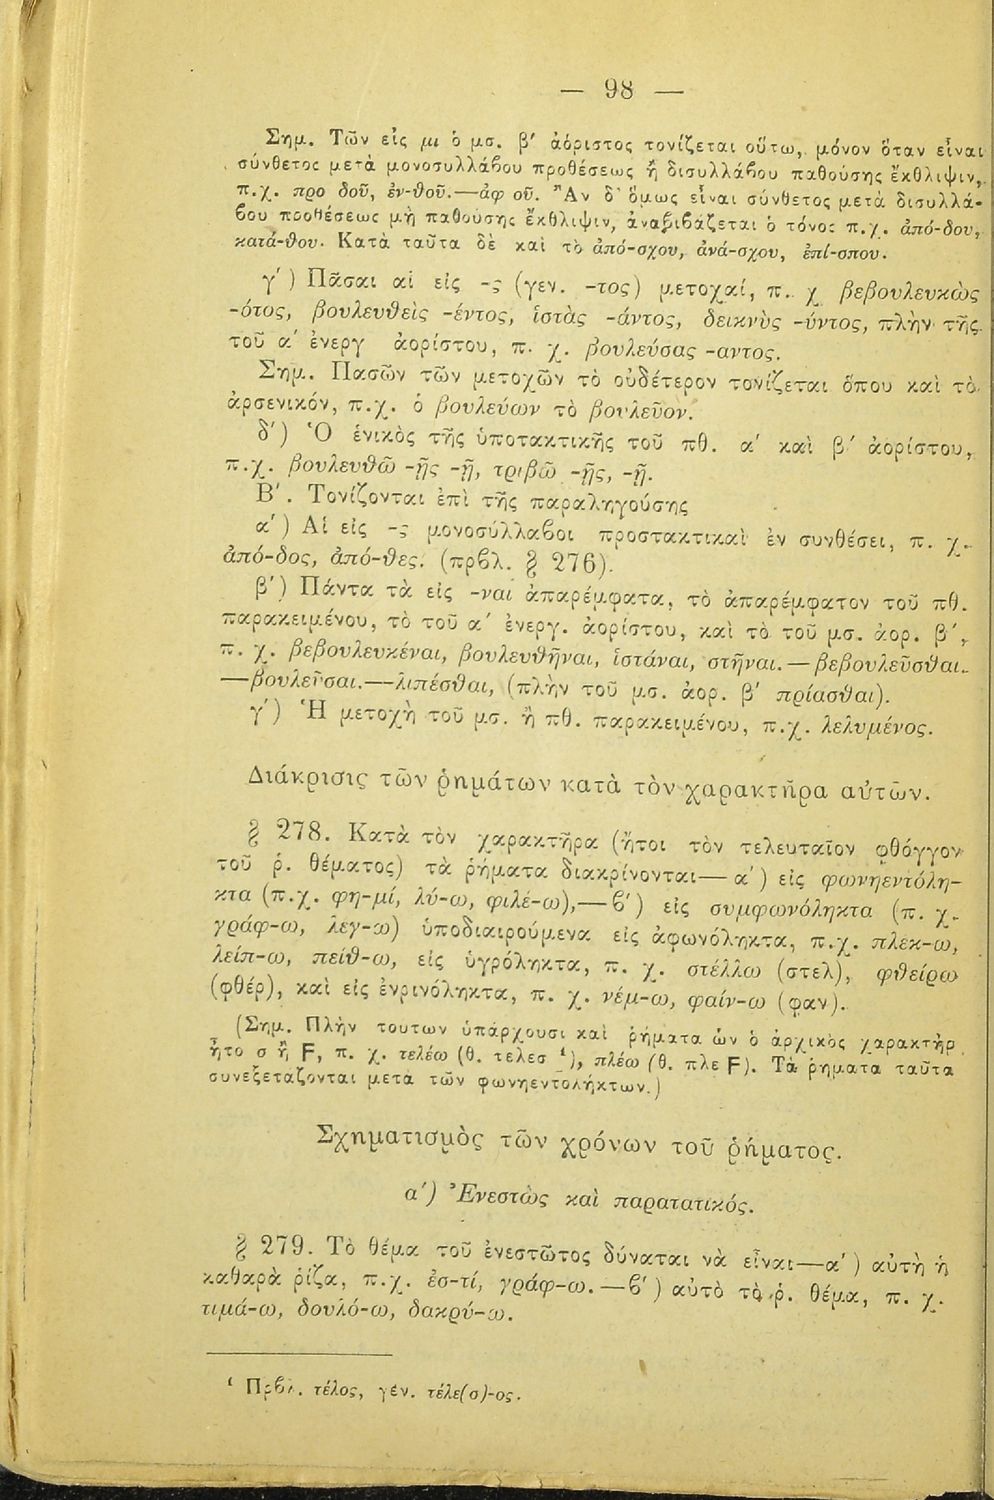 — 98 —
Σημ. Τῶν εἰς μι ὁ μσ. β' ἀόριστος τονίζεται οὕτω, μόνον ὅταν εἶναι
σύνθετος μετὰ μονοσυλλάβου προθέσεως ἢ δισυλλάβου παθούσης ἔκθλιψιν,
π.χ. προ δοῦ, ἐν-θοῦ.—ἀφ οῦ. Ἂν δ' ὅμως εἶναι σύνθετος μετὰ δισυλλά-
βου προθέσεως μὴ παθούσης ἔκθλιψιν, ἀναβιβάζεται ὁ τόνος π.χ. ἀπό-δου,
κατά-θου. Κατὰ ταῦτα δὲ καὶ τὸ ἀπό-σχου, ἀνά-σχου, ἐπί-σπου.
γ') Πᾶσαι αἱ εἰς -ς (γεν. -τος) μετοχαί, π. χ βεβουλευκὼς
-ότος, βουλευθεὶς -έντος, ἱστὰς -άντος, δεικνὺς -ύντος, πλὴν τῆς
τοῦ α' ἐνεργ ἀορίστου, π. χ. βουλεύσας -αντος.
Σημ. Πασῶν τῶν μετοχῶν τὸ οὐδέτερον τονίζεται ὅπου καὶ τὸ
ἀρσενικόν, π.χ. ὁ βουλεύων τὸ βουλεῦον.
δ') Ὁ ἑνικὸς τῆς ὑποτακτικῆς τοῦ πθ. α' καὶ β' ἀορίστου,
π.χ. βουλευθῶ -ῇς -ῇ, τριβῶ -ῇς, -ῇ.
Β'. Τονίζονται ἐπὶ τῆς παραληγούσης
α') Αἱ εἰς -ς μονοσύλλαβοι προστακτικαὶ ἐν συνθέσει, π. χ.
ἀπό-δος, ἀπό-θες. (πρβλ. § 276).
β') Πάντα τὰ εἰς -ναι ἀπαρέμφατα, τὸ ἀπαρέμφατον τοῦ πθ.
παρακειμένου, τὸ τοῦ α' ἐνεργ. ἀορίστου, καὶ τὸ τοῦ μσ. ἀορ. β',
π. χ. βεβουλευκέναι, βουλευθῆναι, ἱστάναι, στῆναι.—βεβουλεῦσθαι.
—βουλεῦσαι.—λιπέσθαι, (πλὴν τοῦ μσ. ἀορ. β' πρίασθαι).
γ') Ἡ μετοχὴ τοῦ μσ. ἢ πθ. παρακειμένου, π.χ. λελυμένος.
Διάκρισις τῶν ῥημάτων κατὰ τὸν χαρακτῆρα αὐτῶν.
§ 278. Κατὰ τὸν χαρακτῆρα (ἤτοι τὸν τελευταῖον φθόγγον
τοῦ ῥ. θέματος) τὰ ῥήματα διακρίνονται—α') εἰς φωνηεντόλη-
κτα (π.χ. φη-μί, λύ-ω, φιλέ-ω),—β') εἰς συμφωνόληκτα (π. χ.
γράφ-ω, λεγ-ω) ὑποδιαιρούμενα εἰς ἀφωνόληκτα, π.χ. πλέκ-ω,
λείπ-ω, πείθ-ω, εἰς ὑγρόληκτα, π. χ. στέλλω (στελ), φθείρω
(φθέρ), καὶ εἰς ἐνρινόληκτα, π. χ. νέμ-ω, φαίν-ω (φαν).
(Σημ. Πλὴν τουτων ὑπάρχουσι καὶ ῥήματα ὧν ὁ ἀρχικὸς χαρακτὴρ
ἦτο σ ἢ F, π. χ. τελέω (θ. τελεσ ¹), πλέω (θ. πλε F). Τὰ ρηματα ταῦτα
συνεξετάζονται μετὰ τῶν φωνηεντολήκτων.)
Σχηματισμὸς τῶν χρόνων τοῦ ῥήματος.
α') Ἐνεστὼς καὶ παρατατικός.
§ 279. Τὸ θέμα τοῦ ἐνεστῶτος δύναται νὰ εἶναι—α') αὐτὴ ἡ
καθαρὰ ῥίζα, π.χ. ἐσ-τί, γράφ-ω.—β') αὐτὸ τὸ ῥ. θέμα, π. χ.
τιμά-ω, δουλό-ω, δακρύ-ω.
¹ Πρβλ. τέλος, γέν. τέλε(σ)-ος.